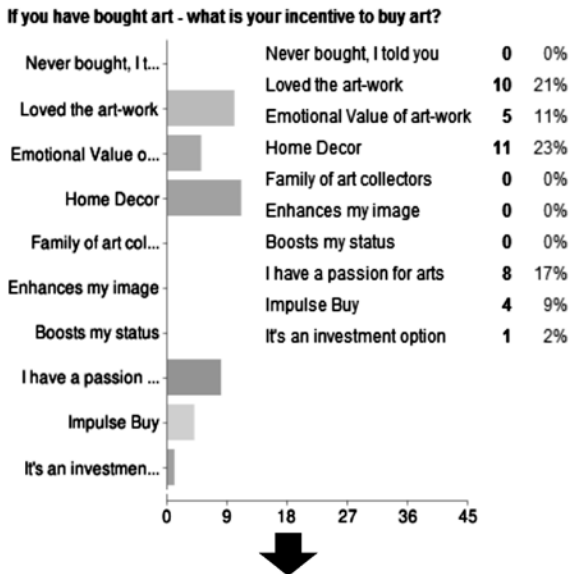 If you have bought art - what is your incentive to buy art?
Never bought, I t...
Loved the art-work
Emotional Value o...
Home Decor
Family of art col...
Enhances my image
Boosts my status
I have a passion ...
Impulse Buy
It's an investmen...
0 9 18 27 36 45
Never bought, I told you 0 0%
Loved the art-work 10 21%
Emotional Value of art-work 5 11%
Home Decor 11 23%
Family of art collectors 0 0%
Enhances my image 0 0%
Boosts my status 0 0%
I have a passion for arts 8 17%
Impulse Buy 4 9%
It's an investment option 1 2%